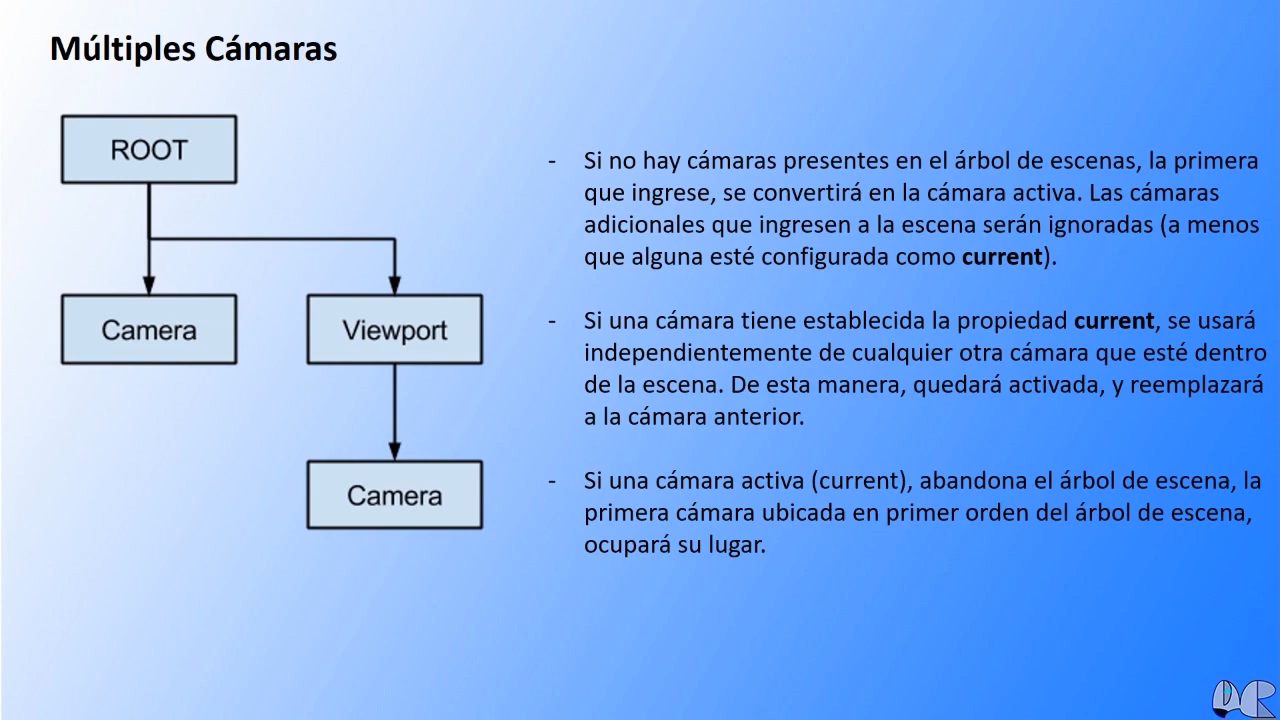 Múltiples Cámaras
ROOT
Camera
Viewport
Camera
- Si no hay cámaras presentes en el árbol de escenas, la primera
que ingrese, se convertirá en la cámara activa. Las cámaras
adicionales que ingresen a la escena serán ignoradas (a menos
que alguna esté configurada como current).
- Si una cámara tiene establecida la propiedad current, se usará
independientemente de cualquier otra cámara que esté dentro
de la escena. De esta manera, quedará activada, y reemplazará
a la cámara anterior.
- Si una cámara activa (current), abandona el árbol de escena, la
primera cámara ubicada en primer orden del árbol de escena,
ocupará su lugar.